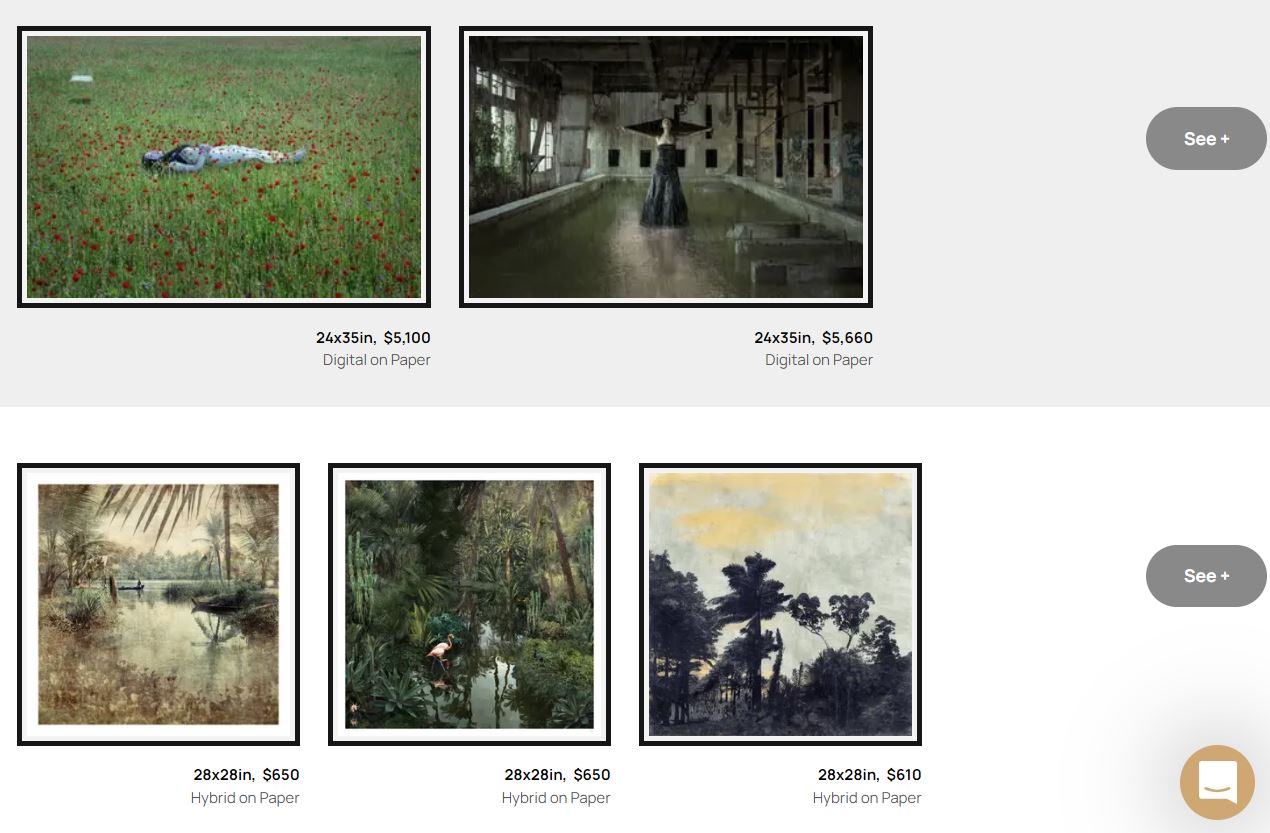 See +
24x35in, $5,100
Digital on Paper
24x35in, $5,660
Digital on Paper
See +
28x28in, $650
Hybrid on Paper
28x28in, $650
Hybrid on Paper
28x28in, $610
Hybrid on Paper